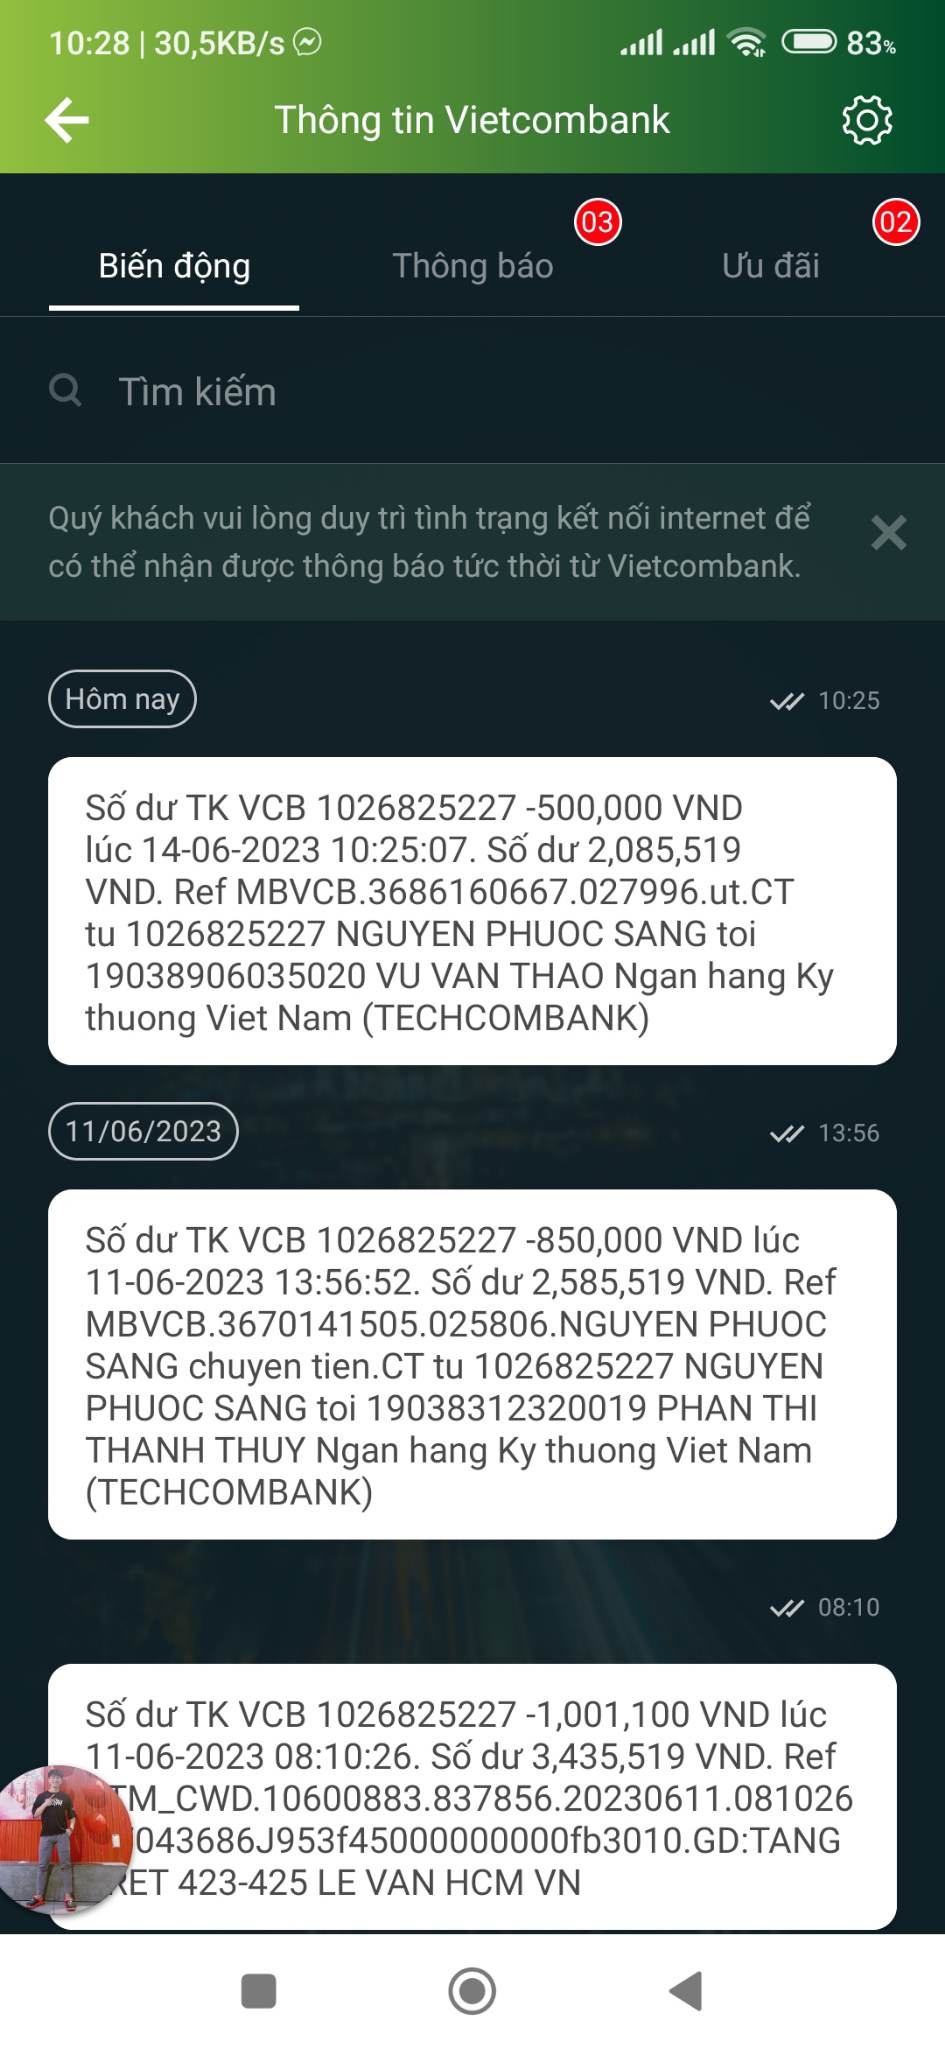 10:28 | 30,5KB/s
83%
Thông tin Vietcombank
03
02
Biến động
Thông báo
Ưu đãi
Tìm kiếm
Quý khách vui lòng duy trì tình trạng kết nối internet để
có thể nhận được thông báo tức thời từ Vietcombank.
Hôm nay
10:25
Số dư TK VCB 1026825227 -500,000 VND
lúc 14-06-2023 10:25:07. Số dư 2,085,519
VND. Ref MBVCB.3686160667.027996.ut.CT
tu 1026825227 NGUYEN PHUOC SANG toi
19038906035020 VU VAN THAO Ngan hang Ky
thuong Viet Nam (TECHCOMBANK)
11/06/2023
13:56
Số dư TK VCB 1026825227 -850,000 VND lúc
11-06-2023 13:56:52. Số dư 2,585,519 VND. Ref
MBVCB.3670141505.025806.NGUYEN PHUOC
SANG chuyen tien.CT tu 1026825227 NGUYEN
PHUOC SANG toi 19038312320019 PHAN THI
THANH THUY Ngan hang Ky thuong Viet Nam
(TECHCOMBANK)
08:10
Số dư TK VCB 1026825227 -1,001,100 VND lúc
11-06-2023 08:10:26. Số dư 3,435,519 VND. Ref
TM_CWD.10600883.837856.20230611.081026
043686J953f45000000000fb3010.GD:TANG
RET 423-425 LE VAN HCM VN